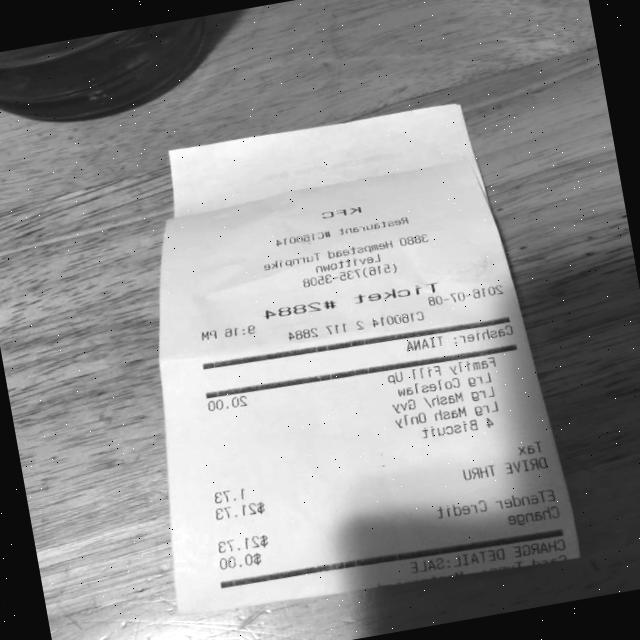 KFC
Restaurant #C160014
3880 Hempstead Turnpike
Levittown
(516)735-3508
Ticket #2884
2016-07-08 9:16 PM
C160014 2 117 2884
Cashier: TIANA
Family Fill Up 20.00
Lrg Coleslaw
Lrg Mash/ Gvy
Lrg Mash Only
4 Biscuit
Tax 1.73
DRIVE THRU $21.73
ETender Credit $21.73
Change $0.00
CHARGE DETAIL:SALE